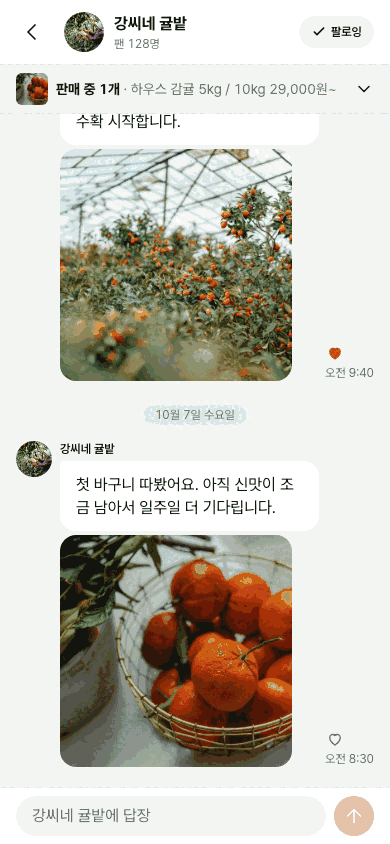 강씨네 귤밭
팬 128명
팔로잉
판매 중 1개 · 하우스 감귤 5kg / 10kg 29,000원~
수확 시작합니다.
오전 9:40
10월 7일 수요일
강씨네 귤밭
첫 바구니 따봤어요. 아직 신맛이 조
금 남아서 일주일 더 기다립니다.
오전 8:30
강씨네 귤밭에 답장